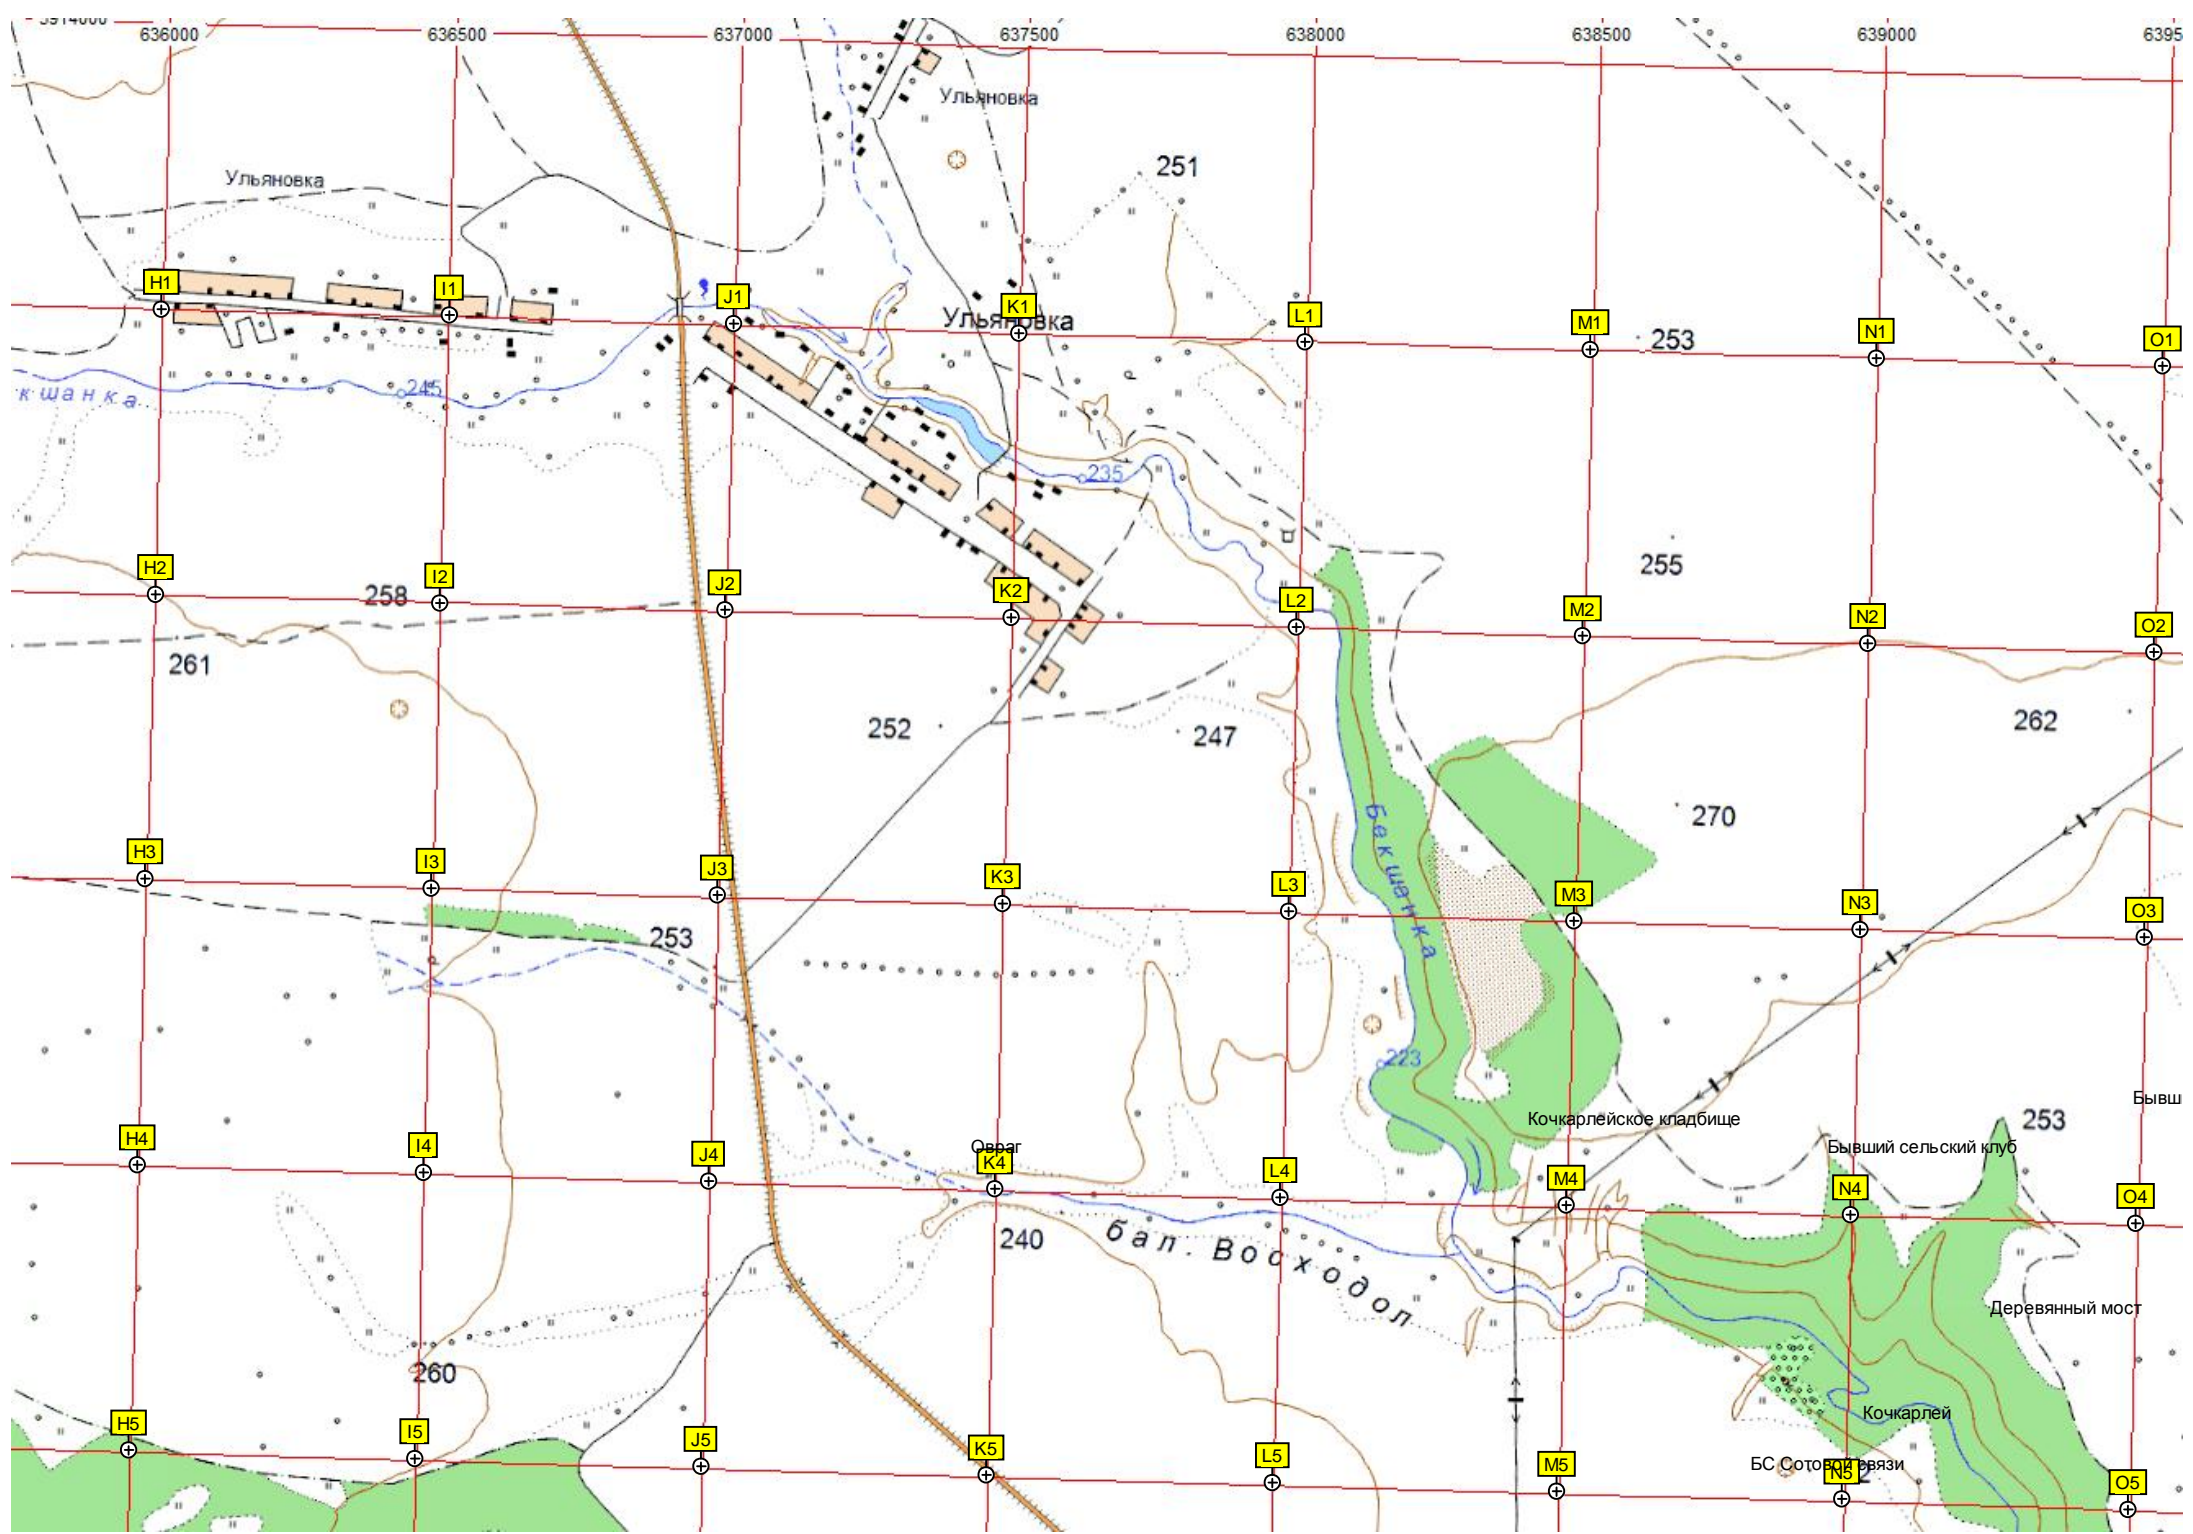 5914000
636000 636500 637000 637500 638000 638500 639000 6395
Ульяновка
251
Ульяновка
H1 I1 J1 K1 L1 M1 N1 O1
Ульяновка
253
245
кшанка
235
255
H2 I2 J2 K2 L2 M2 N2 O2
258
261
252
247
262
270
Бекшанка
H3 I3 J3 K3 L3 M3 N3 O3
253
223
Бывш
Кочкарлейское кладбище
253
Овраг
Бывший сельский клуб
H4 I4 J4 K4 L4 M4 N4 O4
240
бал. Восходол
Деревянный мост
260
Кочкарлей
H5 I5 J5 K5 L5 M5 N5 O5
БС Сотовой связи